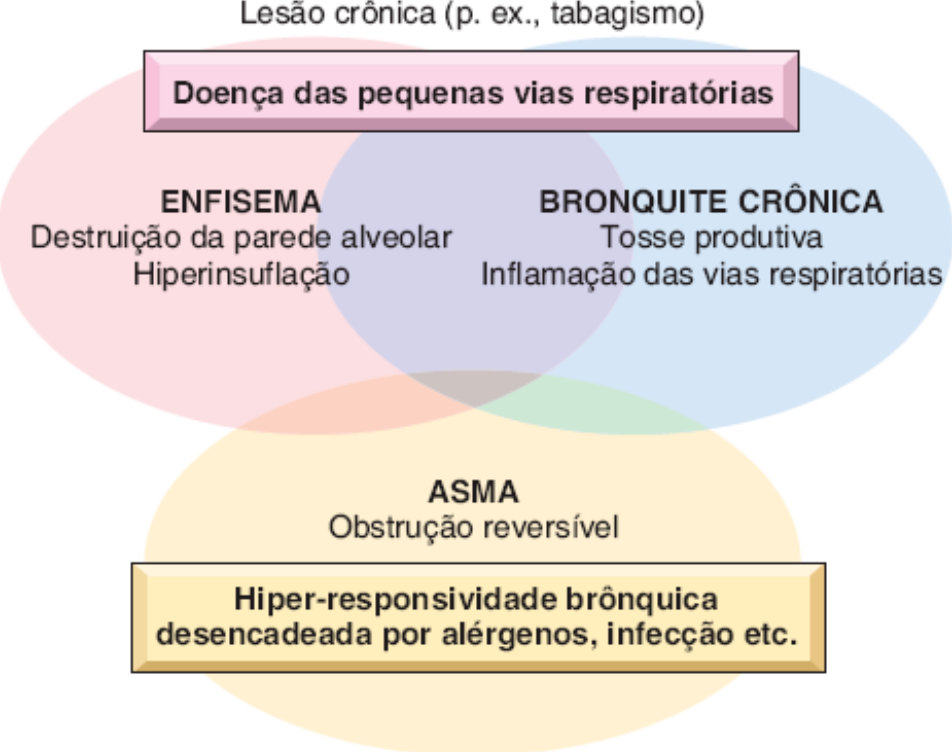 Lesão crônica (p. ex., tabagismo)
Doença das pequenas vias respiratórias
ENFISEMA
Destruição da parede alveolar
Hiperinsuflação
BRONQUITE CRÔNICA
Tosse produtiva
Inflamação das vias respiratórias
ASMA
Obstrução reversível
Hiper-responsividade brônquica
desencadeada por alérgenos, infecção etc.